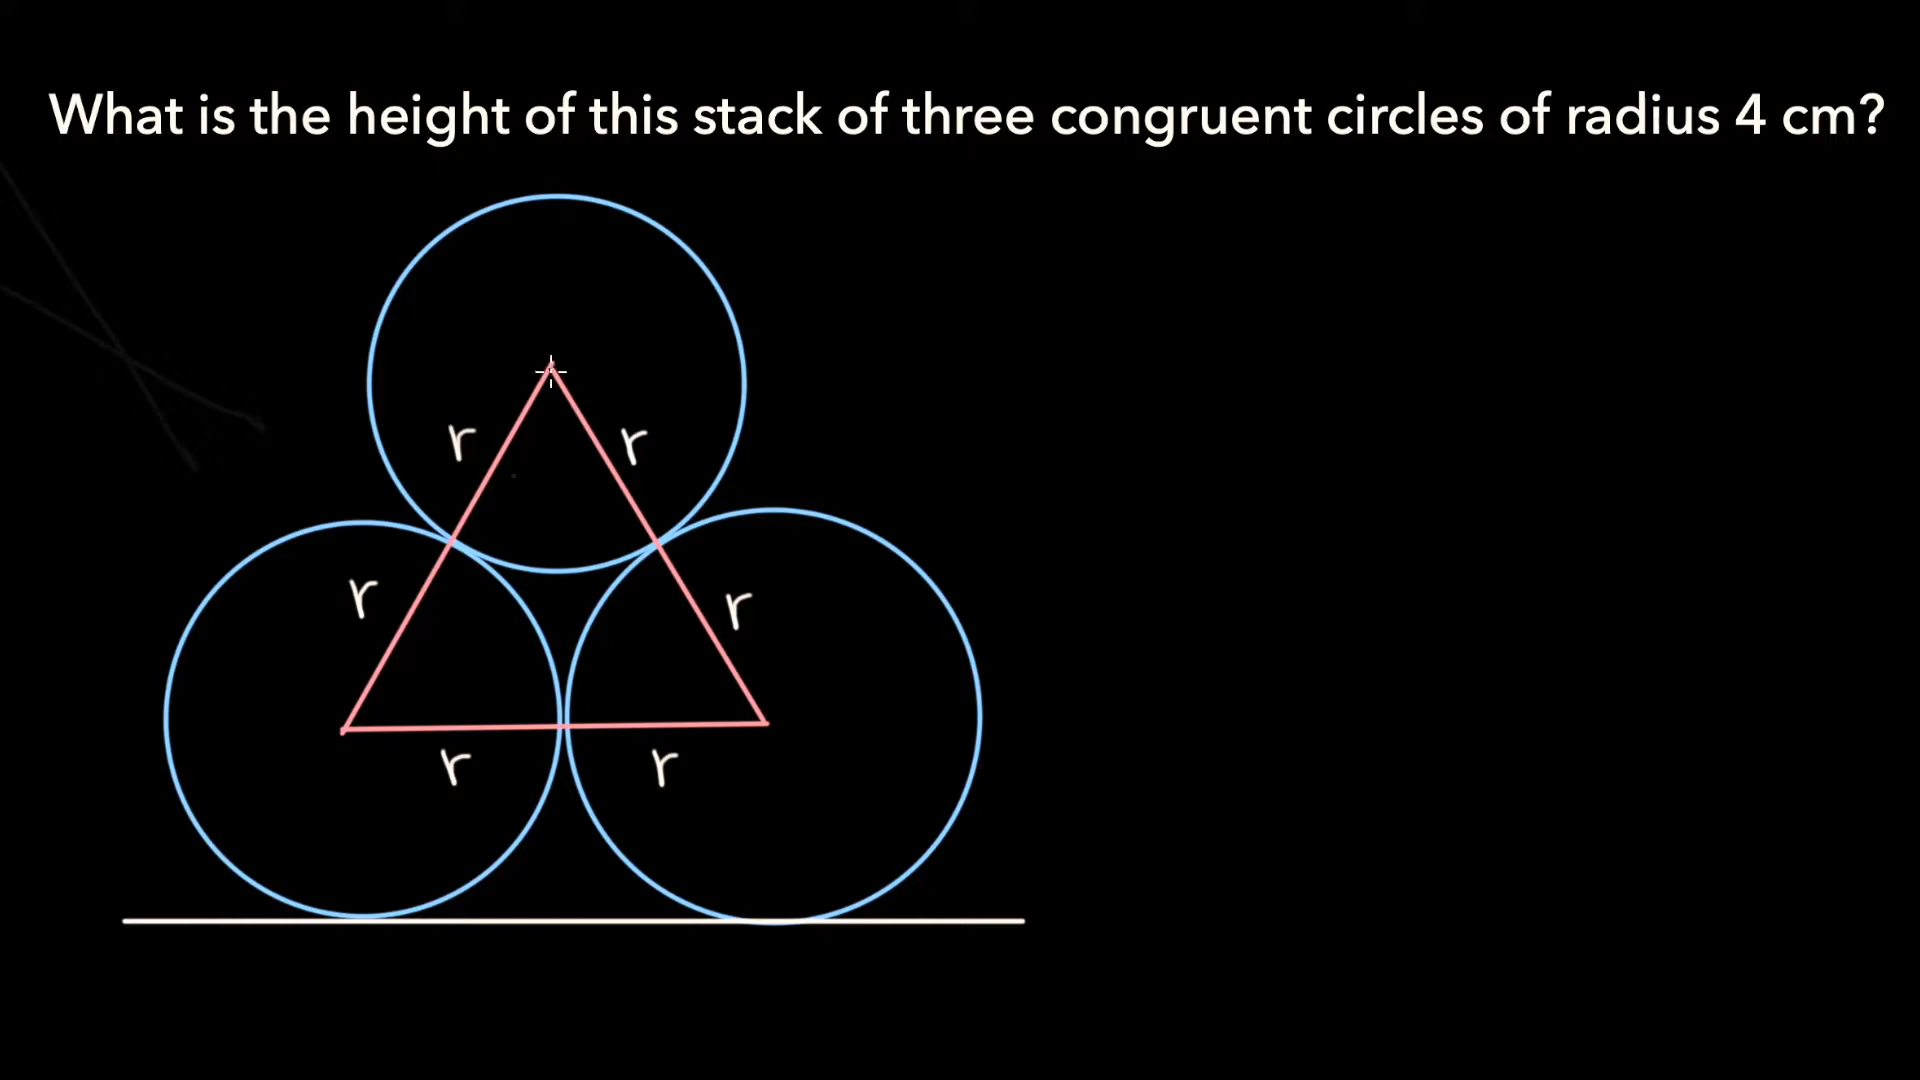 What is the height of this stack of three congruent circles of radius 4 cm?
r r
r r
r r